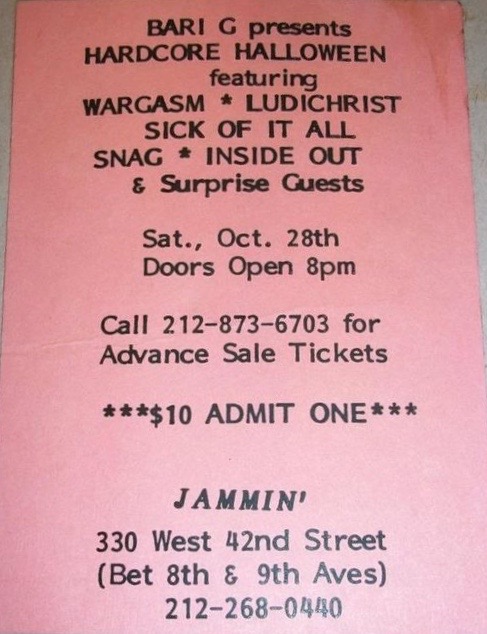 BARI G presents
HARDCORE HALLOWEEN
featuring
WARGASM * LUDICHRIST
SICK OF IT ALL
SNAG * INSIDE OUT
& Surprise Guests
Sat., Oct. 28th
Doors Open 8pm
Call 212-873-6703 for
Advance Sale Tickets
***$10 ADMIT ONE***
JAMMIN'
330 West 42nd Street
(Bet 8th & 9th Aves)
212-268-0440